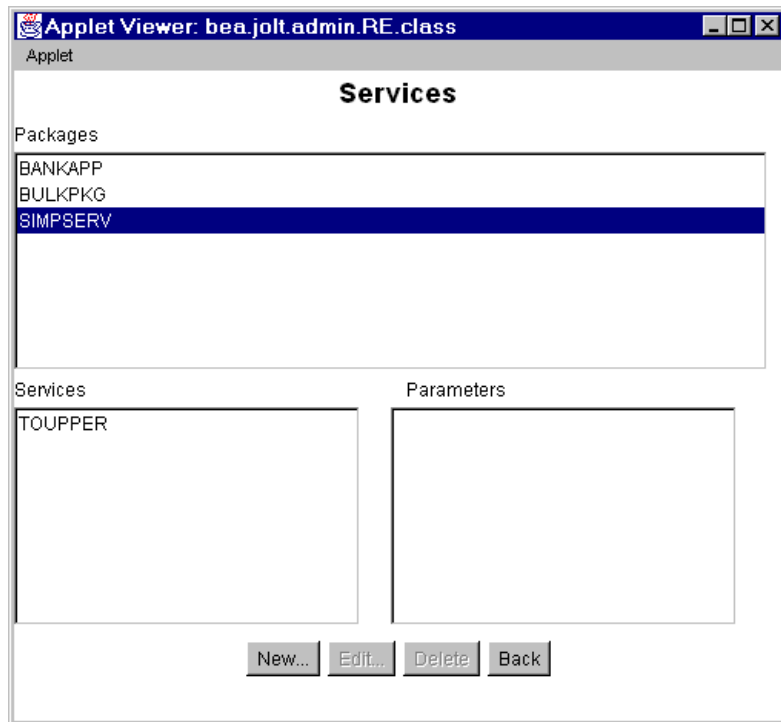 Applet Viewer: bea.jolt.admin.RE.class
Applet
Services
Packages
BANKAPP
BULKPKG
SIMPSERV
Services Parameters
TOUPPER
New... Edit... Delete Back